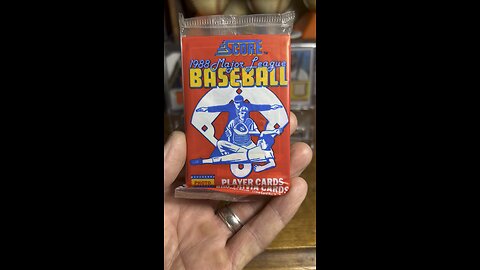 SCORE
1988 Major League
BASEBALL
PLAYER CARDS
TRIVIA CARDS